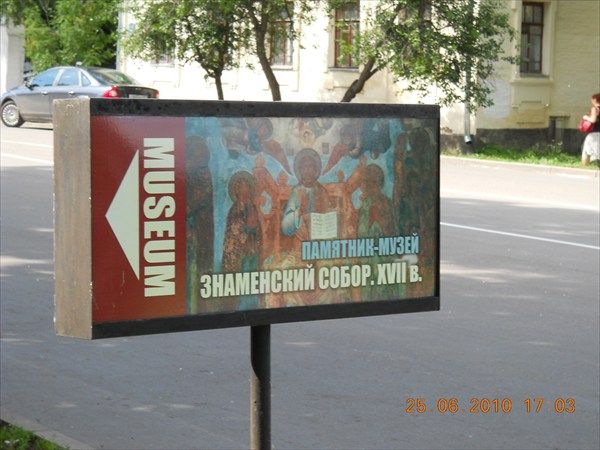 MUSEUM
ПАМЯТНИК-МУЗЕЙ
ЗНАМЕНСКИЙ СОБОР. XVII в.
25.06.2010 17:03